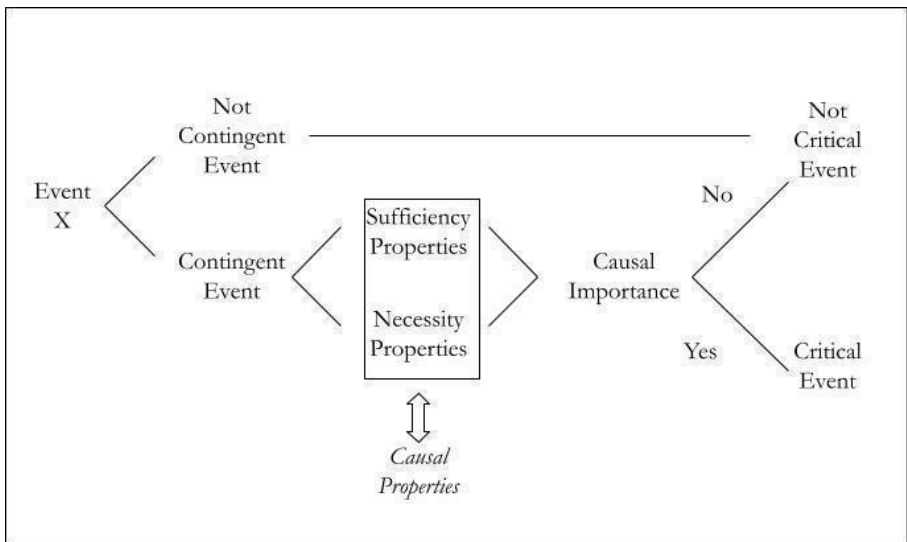 Event
X
Not
Contingent
Event
Contingent
Event
Sufficiency
Properties
Necessity
Properties
Causal
Properties
Causal
Importance
No
Yes
Not
Critical
Event
Critical
Event